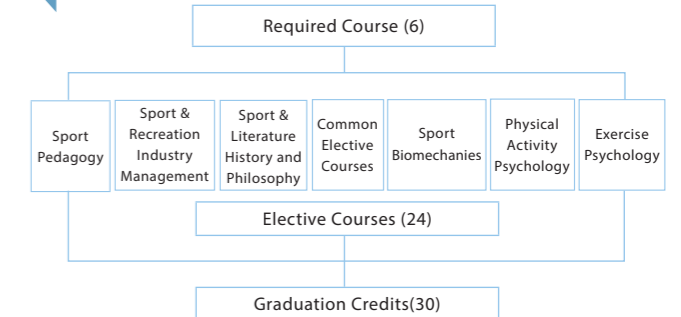 Required Course (6)
Sport
Pedagogy
Sport &
Recreation
Industry
Management
Sport &
Literature
History and
Philosophy
Common
Elective
Courses
Sport
Biomechanies
Physical
Activity
Psychology
Exercise
Psychology
Elective Courses (24)
Graduation Credits(30)